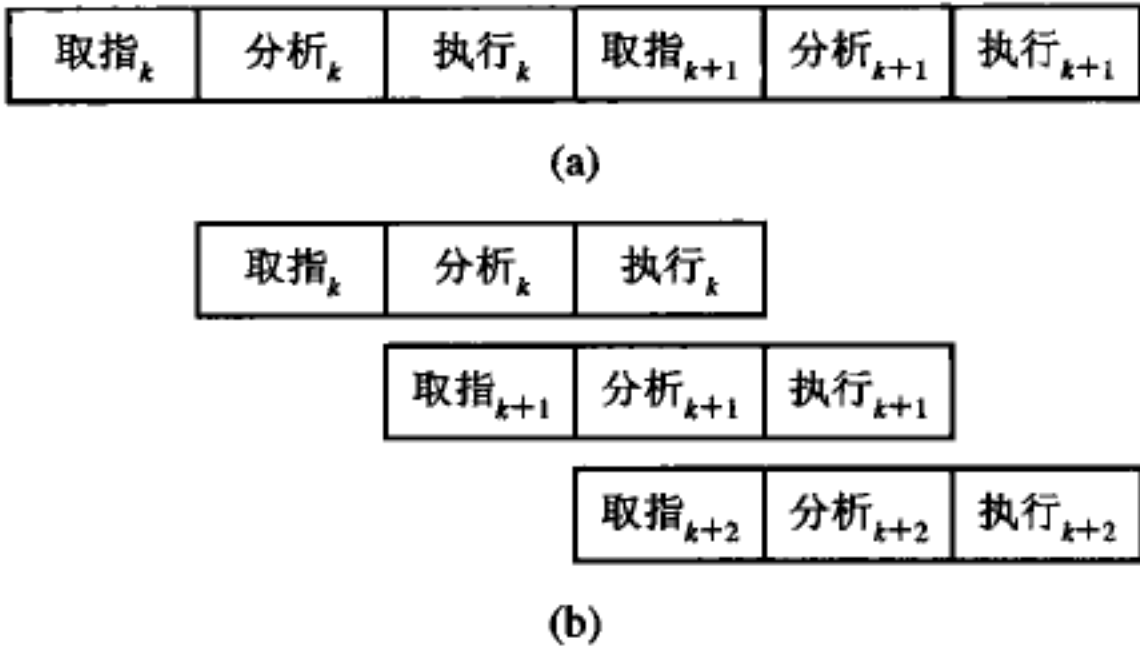 取指k 分析k 执行k 取指k+1 分析k+1 执行k+1
(a)
取指k 分析k 执行k
取指k+1 分析k+1 执行k+1
取指k+2 分析k+2 执行k+2
(b)